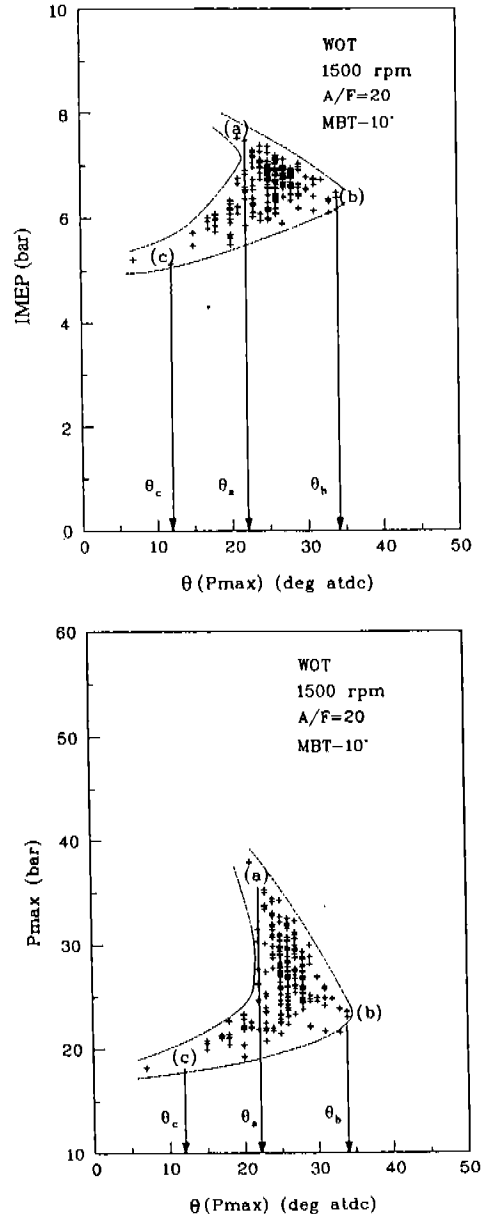 10
8
6
4
2
0
IMEP (bar)
WOT
1500 rpm
A/F=20
MBT-10°
(a)
(b)
(c)
θc
θa
θb
0 10 20 30 40 50
θ (Pmax) (deg atdc)
60
50
40
30
20
10
Pmax (bar)
WOT
1500 rpm
A/F=20
MBT-10°
(a)
(b)
(c)
θc
θa
θb
0 10 20 30 40 50
θ (Pmax) (deg atdc)